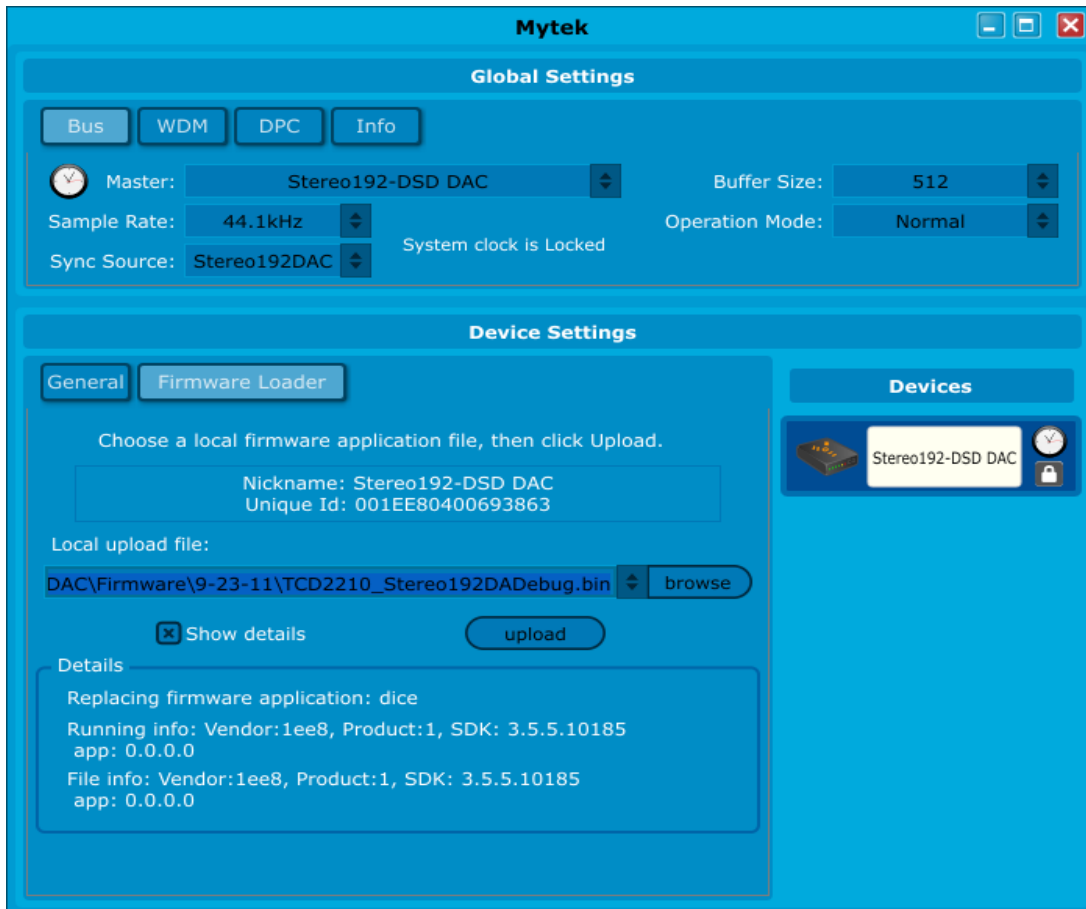 Mytek
Global Settings
Bus WDM DPC Info
Master: Stereo192-DSD DAC Buffer Size: 512
Sample Rate: 44.1kHz Operation Mode: Normal
System clock is Locked
Sync Source: Stereo192DAC
Device Settings
General Firmware Loader
Devices
Choose a local firmware application file, then click Upload.
Stereo192-DSD DAC
Nickname: Stereo192-DSD DAC
Unique Id: 001EE80400693863
Local upload file:
DAC\Firmware\9-23-11\TCD2210_Stereo192DADebug.bin browse
Show details upload
Details
Replacing firmware application: dice
Running info: Vendor:1ee8, Product:1, SDK: 3.5.5.10185
app: 0.0.0.0
File info: Vendor:1ee8, Product:1, SDK: 3.5.5.10185
app: 0.0.0.0